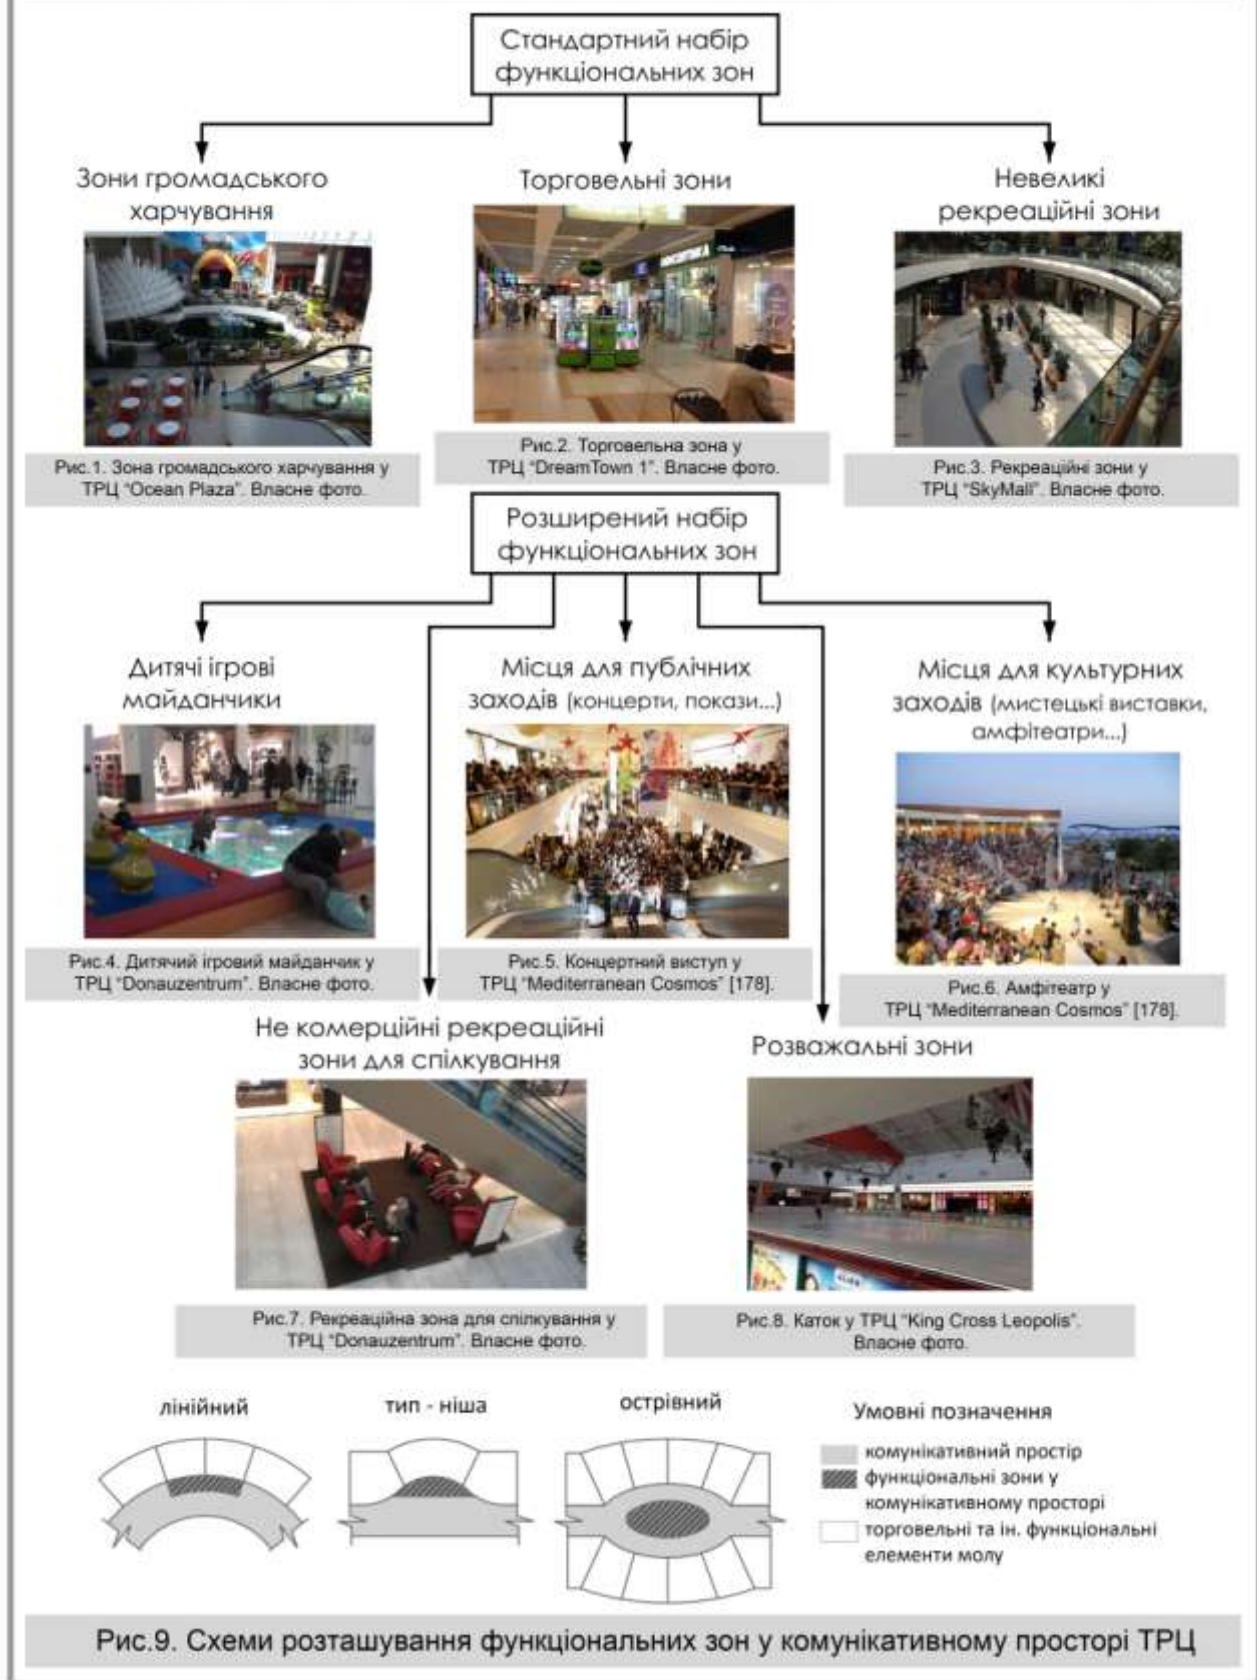 Стандартний набір
функціональних зон
Зони громадського
харчування
Торговельні зони
Невеликі
рекреаційні зони
Рис.1. Зона громадського харчування у
ТРЦ "Ocean Plaza". Власне фото.
Рис.2. Торговельна зона у
ТРЦ "DreamTown 1". Власне фото.
Рис.3. Рекреаційні зони у
ТРЦ "SkyMall". Власне фото.
Розширений набір
функціональних зон
Дитячі ігрові
майданчики
Місця для публічних
заходів (концерти, покази...)
Місця для культурних
заходів (мистецькі виставки,
амфітеатри...)
Рис.4. Дитячий ігровий майданчик у
ТРЦ "Donauzentrum". Власне фото.
Рис.5. Концертний виступ у
ТРЦ "Mediterranean Cosmos" [178].
Рис.6. Амфітеатр у
ТРЦ "Mediterranean Cosmos" [178].
Не комерційні рекреаційні
зони для спілкування
Розважальні зони
Рис.7. Рекреаційна зона для спілкування у
ТРЦ "Donauzentrum". Власне фото.
Рис.8. Каток у ТРЦ "King Cross Leopolis".
Власне фото.
лінійний
тип - ніша
острівний
Умовні позначення
комунікативний простір
функціональні зони у
комунікативному просторі
торговельні та ін. функціональні
елементи молу
Рис.9. Схеми розташування функціональних зон у комунікативному просторі ТРЦ